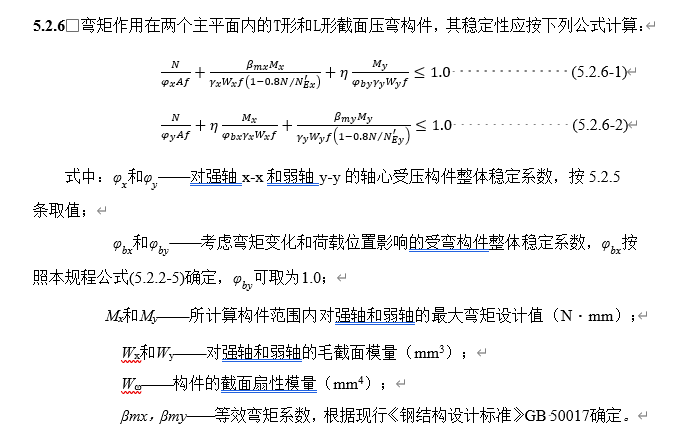 5.2.6□弯矩作用在两个主平面内的T形和L形截面压弯构件，其稳定性应按下列公式计算：
N/(φxAf) + βmxMx/(γxWxf(1−0.8N/N′Ex)) + η My/(φbyγyWyf) ≤ 1.0 ··············· (5.2.6-1)
N/(φyAf) + η Mx/(φbxγxWxf) + βmyMy/(γyWyf(1−0.8N/N′Ey)) ≤ 1.0 ··············· (5.2.6-2)
式中：φx和φy——对强轴 x-x 和弱轴 y-y 的轴心受压构件整体稳定系数，按 5.2.5
条取值；
φbx和φby——考虑弯矩变化和荷载位置影响的受弯构件整体稳定系数，φbx按
照本规程公式(5.2.2-5)确定，φby可取为1.0；
Mx和My——所计算构件范围内对强轴和弱轴的最大弯矩设计值（N·mm）；
Wx和Wy——对强轴和弱轴的毛截面模量（mm³）；
Wω——构件的截面扇性模量（mm⁴）；
βmx，βmy——等效弯矩系数，根据现行《钢结构设计标准》GB 50017确定。